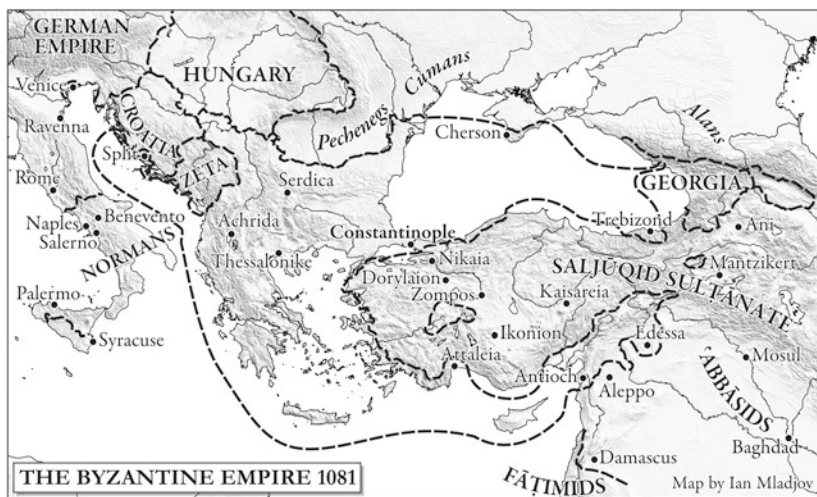 GERMAN
EMPIRE
HUNGARY
Cumans
Pechenegs
Alans
Venice
CROATIA
Ravenna
Split
ZETA
Cherson
GEORGIA
Rome
Serdica
Naples
Benevento
Salerno
NORMANS
Achrida
Constantinople
Trebizond
Ani
Thessalonike
Nikaia
Dorylaion
Zompos
Kaisareia
SALJŪQID SULTĀNATE
Mantzikert
Palermo
Syracuse
Ikonion
Edessa
Attaleia
Antioch
Aleppo
Mosul
ʿABBĀSIDS
Baghdad
Damascus
FĀṬIMIDS
THE BYZANTINE EMPIRE 1081
Map by Ian Mladjov